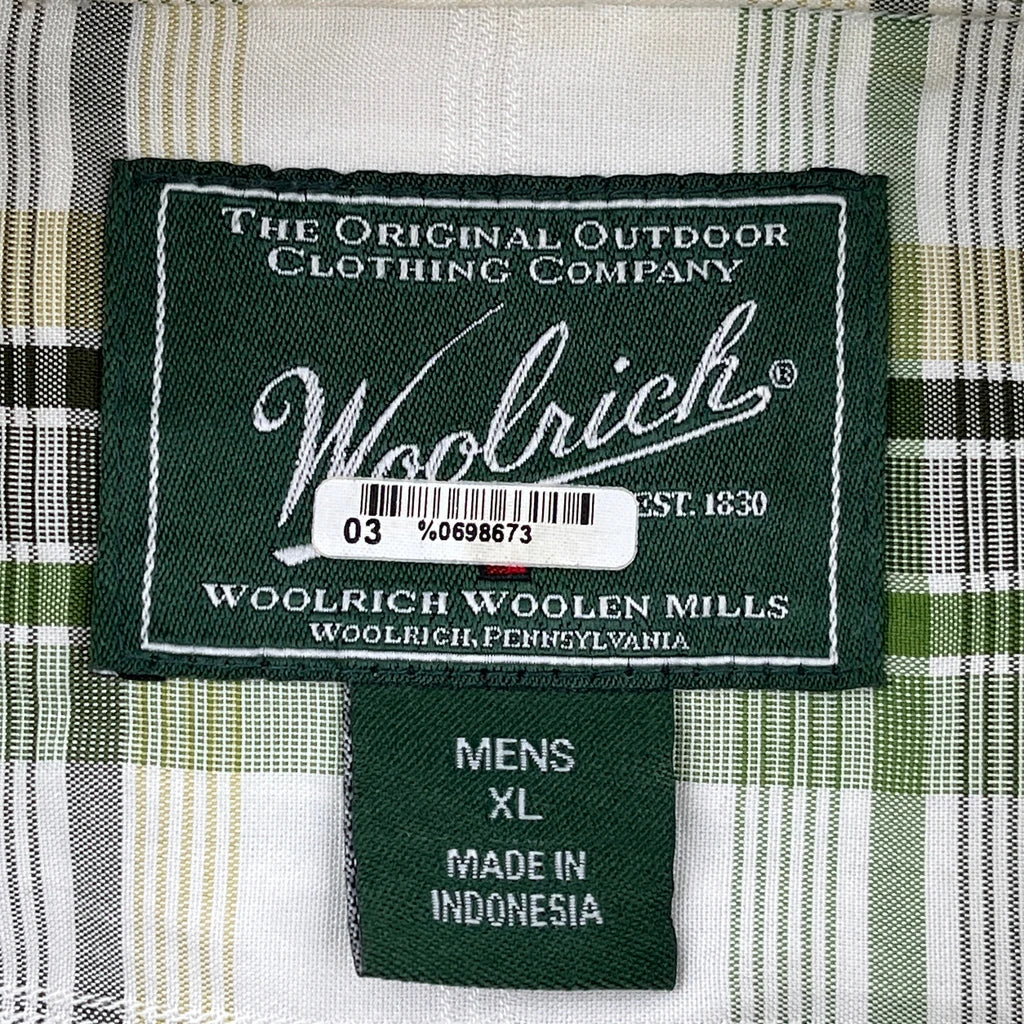 THE ORIGINAL OUTDOOR
CLOTHING COMPANY
Woolrich®
EST. 1830
03 %0698673
WOOLRICH WOOLEN MILLS
WOOLRICH, PENNSYLVANIA
MENS
XL
MADE IN
INDONESIA